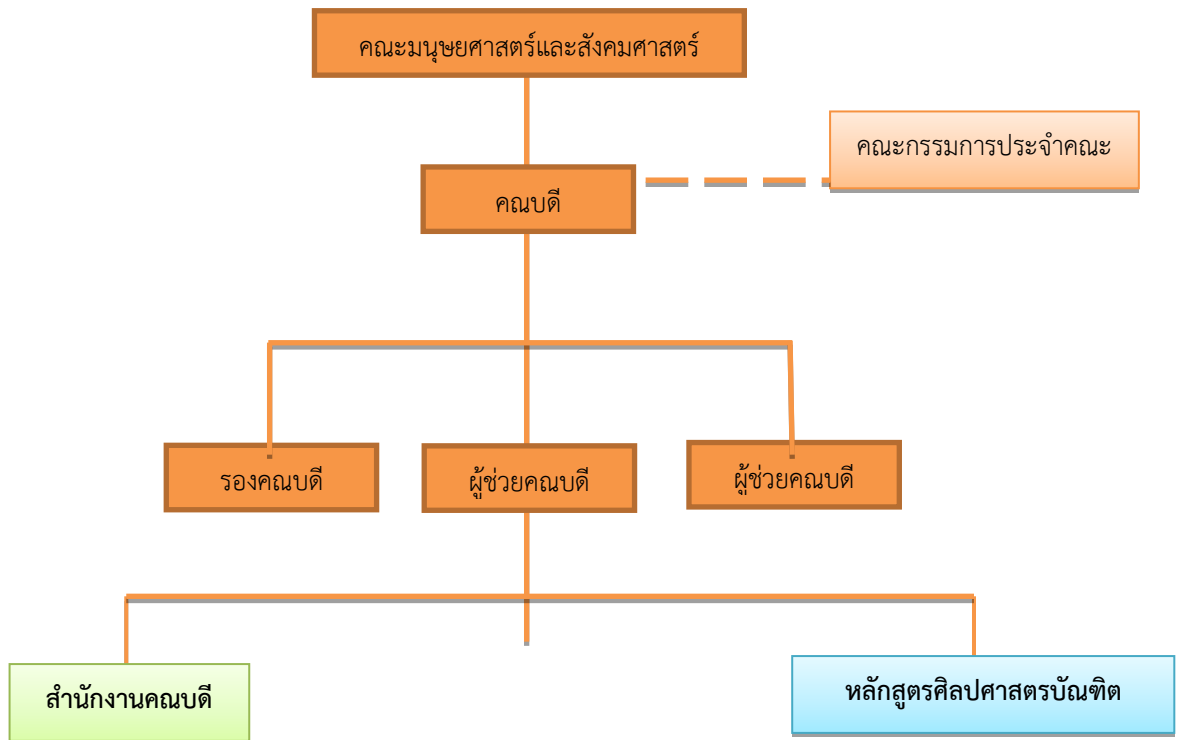 คณะมนุษยศาสตร์และสังคมศาสตร์
คณะกรรมการประจำคณะ
คณบดี
รองคณบดี
ผู้ช่วยคณบดี
ผู้ช่วยคณบดี
สำนักงานคณบดี
หลักสูตรศิลปศาสตรบัณฑิต